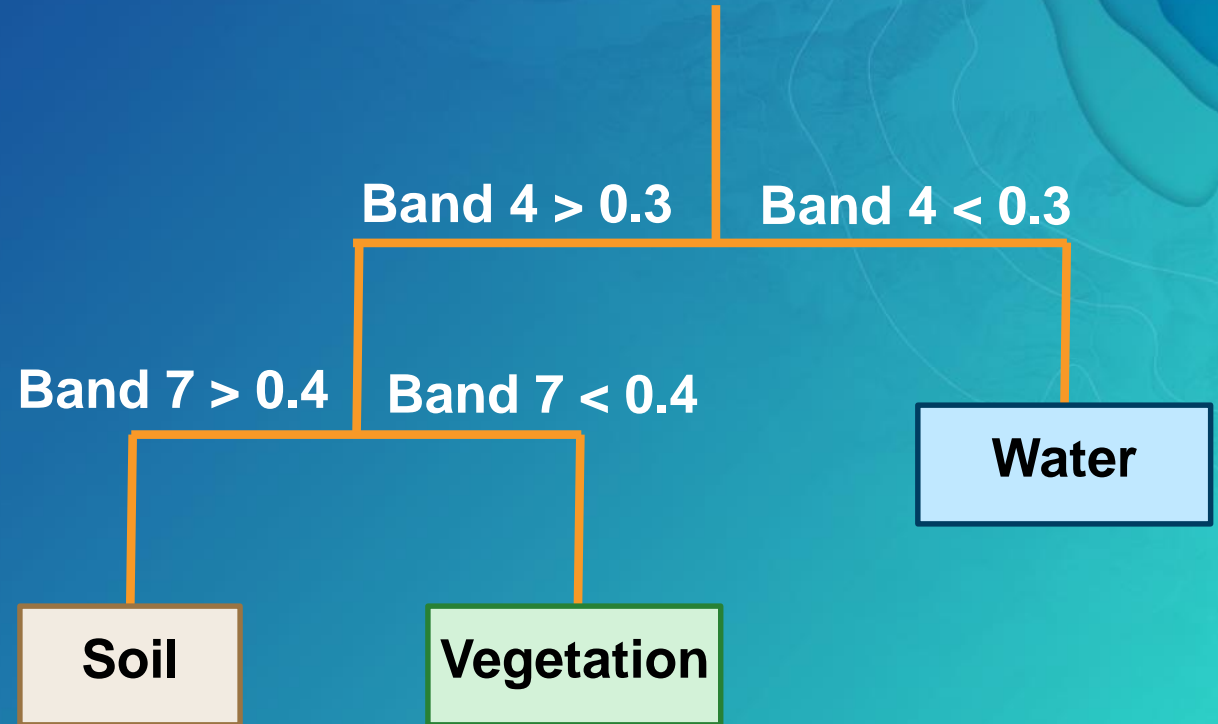 Band 4 > 0.3
Band 4 < 0.3
Band 7 > 0.4
Band 7 < 0.4
Water
Soil
Vegetation